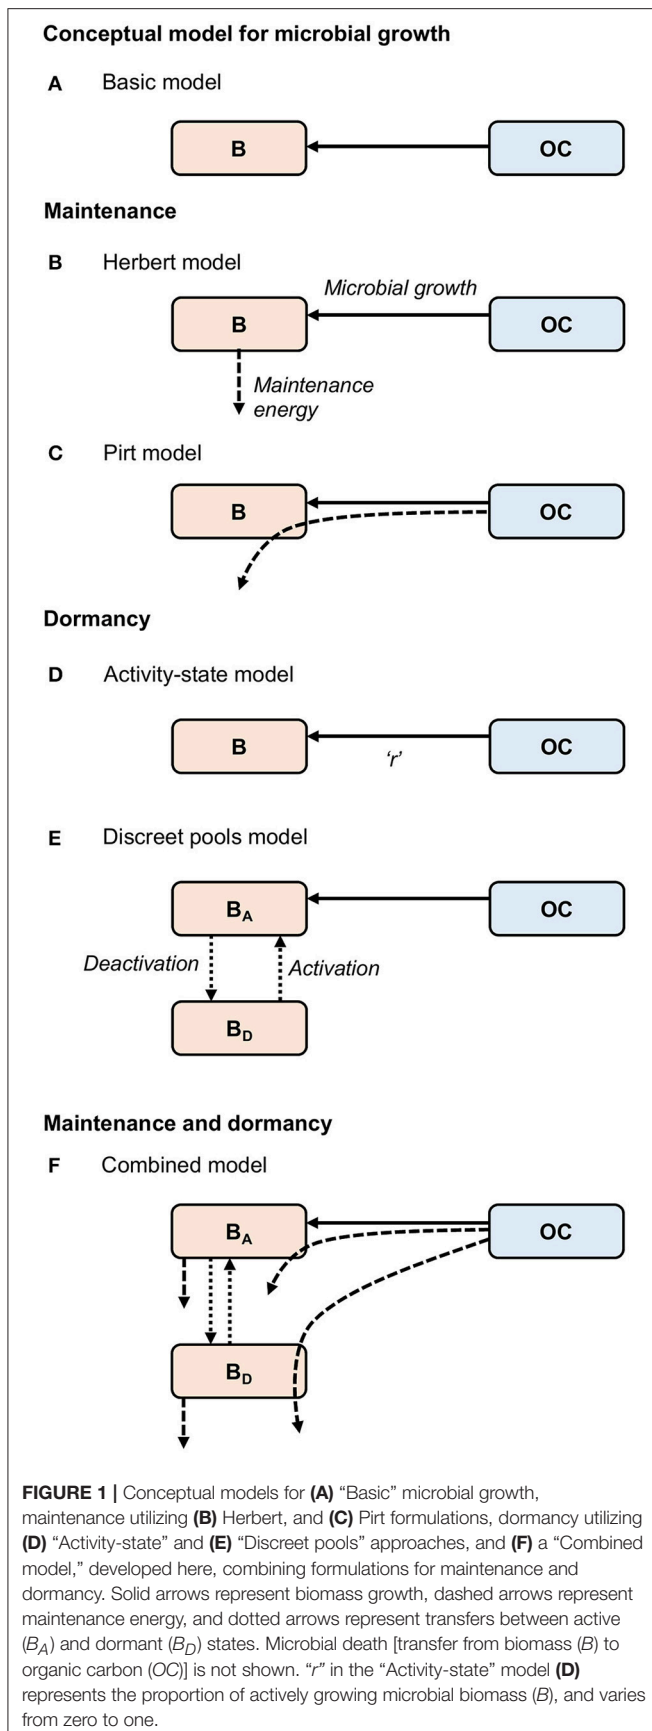 Conceptual model for microbial growth
A Basic model
B OC
Maintenance
B Herbert model
Microbial growth
B OC
Maintenance
energy
C Pirt model
B OC
Dormancy
D Activity-state model
B OC
‘r’
E Discreet pools model
BA OC
Deactivation Activation
BD
Maintenance and dormancy
F Combined model
BA OC
BD
FIGURE 1 | Conceptual models for (A) “Basic” microbial growth,
maintenance utilizing (B) Herbert, and (C) Pirt formulations, dormancy utilizing
(D) “Activity-state” and (E) “Discreet pools” approaches, and (F) a “Combined
model,” developed here, combining formulations for maintenance and
dormancy. Solid arrows represent biomass growth, dashed arrows represent
maintenance energy, and dotted arrows represent transfers between active
(BA) and dormant (BD) states. Microbial death [transfer from biomass (B) to
organic carbon (OC)] is not shown. “r” in the “Activity-state” model (D)
represents the proportion of actively growing microbial biomass (B), and varies
from zero to one.